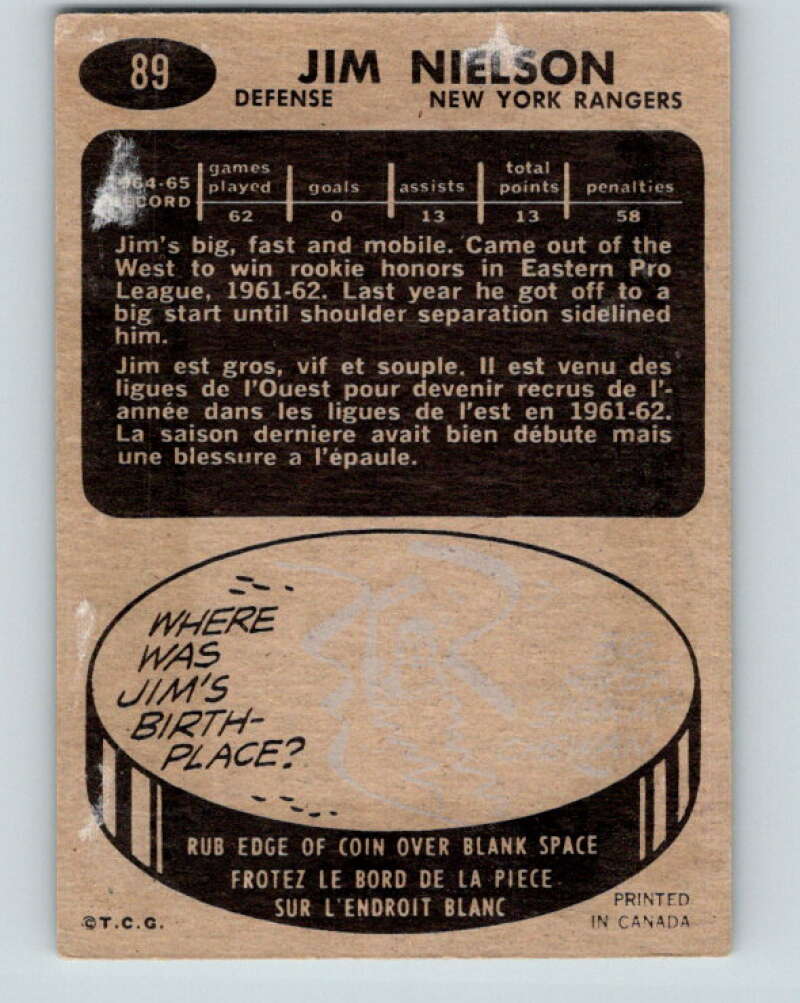 89
JIM NIELSON
DEFENSE NEW YORK RANGERS
games played goals assists total points penalties
64-65 RECORD
62 0 13 13 58
Jim's big, fast and mobile. Came out of the
West to win rookie honors in Eastern Pro
League, 1961-62. Last year he got off to a
big start until shoulder separation sidelined
him.
Jim est gros, vif et souple. Il est venu des
ligues de l'Ouest pour devenir recrus de l'-
année dans les ligues de l'est en 1961-62.
La saison derniere avait bien débute mais
une blessure a l'épaule.
WHERE
WAS
JIM'S
BIRTH-
PLACE?
RUB EDGE OF COIN OVER BLANK SPACE
FROTEZ LE BORD DE LA PIECE
SUR L'ENDROIT BLANC
©T.C.G.
PRINTED
IN CANADA